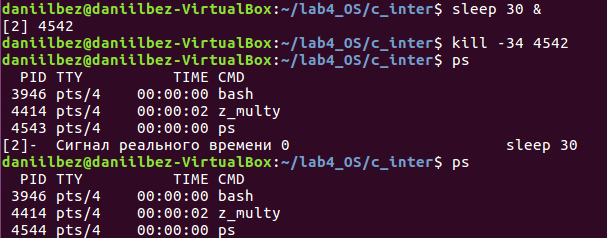 daniilbez@daniilbez-VirtualBox:~/lab4_OS/c_inter$ sleep 30 &
[2] 4542
daniilbez@daniilbez-VirtualBox:~/lab4_OS/c_inter$ kill -34 4542
daniilbez@daniilbez-VirtualBox:~/lab4_OS/c_inter$ ps
PID TTY TIME CMD
3946 pts/4 00:00:00 bash
4414 pts/4 00:00:02 z_multy
4543 pts/4 00:00:00 ps
[2]- Сигнал реального времени 0 sleep 30
daniilbez@daniilbez-VirtualBox:~/lab4_OS/c_inter$ ps
PID TTY TIME CMD
3946 pts/4 00:00:00 bash
4414 pts/4 00:00:02 z_multy
4544 pts/4 00:00:00 ps